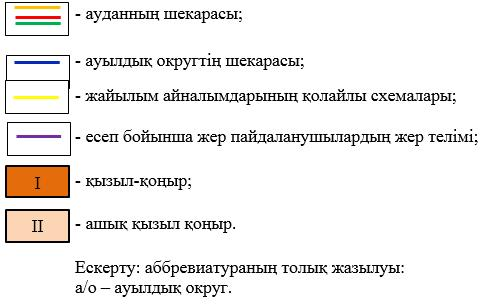 - ауданның шекарасы;
- ауылдық округтің шекарасы;
- жайылым айналымдарының қолайлы схемалары;
- есеп бойынша жер пайдаланушылардың жер телімі;
I - қызыл-қоңыр;
II - ашық қызыл қоңыр.
Ескерту: аббревиатураның толық жазылуы:
а/о – ауылдық округ.